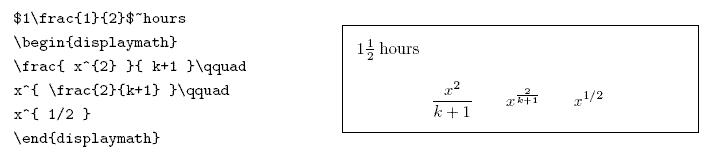 $1\frac{1}{2}$~hours
\begin{displaymath}
\frac{ x^{2} }{ k+1 }\qquad
x^{ \frac{2}{k+1} }\qquad
x^{ 1/2 }
\end{displaymath}
1½ hours
x²/(k + 1)  x^(2/(k+1))  x^(1/2)